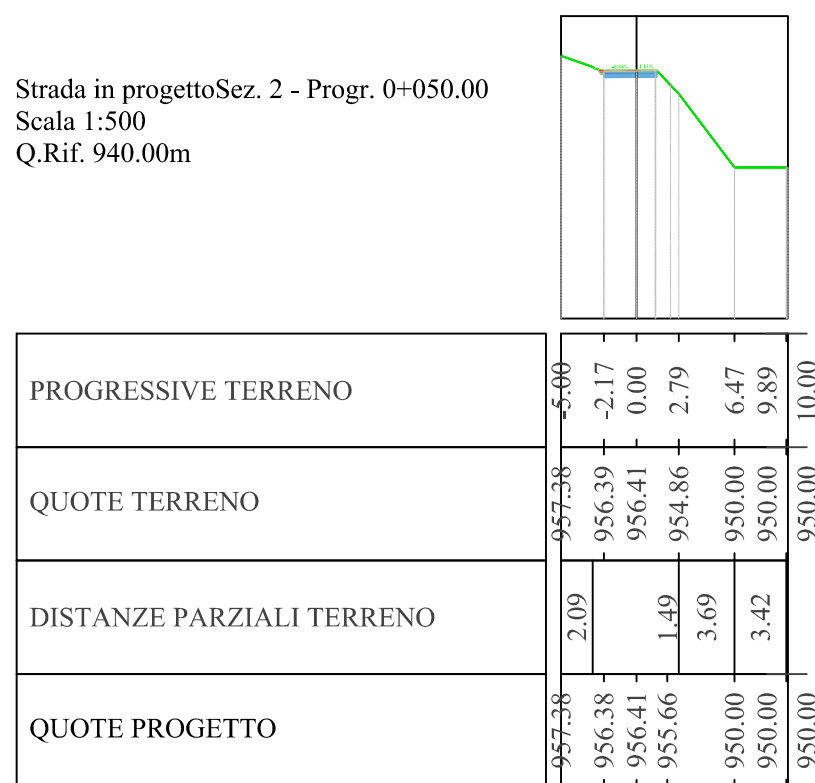 Strada in progettoSez. 2 - Progr. 0+050.00
Scala 1:500
Q.Rif. 940.00m
PROGRESSIVE TERRENO
-5.00 -2.17 0.00 2.79 6.47 9.89 10.00
QUOTE TERRENO
957.38 956.39 956.41 954.86 950.00 950.00 950.00
DISTANZE PARZIALI TERRENO
2.09 1.49 3.69 3.42
QUOTE PROGETTO
957.38 956.38 956.41 955.66 950.00 950.00 950.00